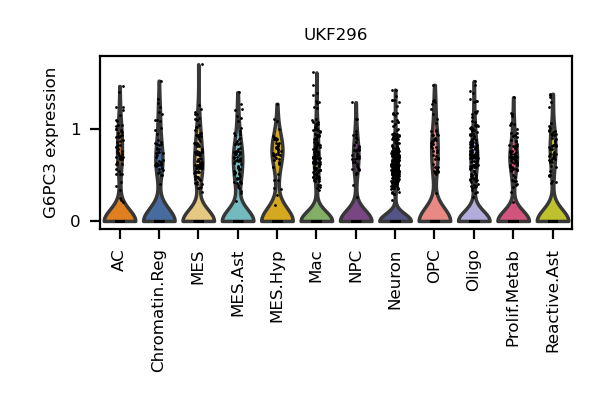 UKF296
G6PC3 expression
1
0
AC
Chromatin.Reg
MES
MES.Ast
MES.Hyp
Mac
NPC
Neuron
OPC
Oligo
Prolif.Metab
Reactive.Ast